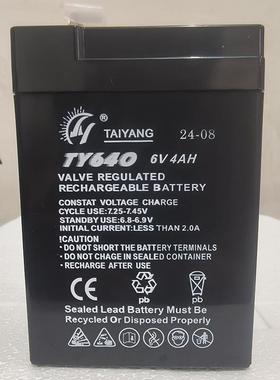 TAIYANG
24-08
TY640 6V 4AH
VALVE REGULATED
RECHARGEABLE BATTERY
CONSTAT VOLTAGE CHARGE
CYCLE USE:7.25-7.45V
STANDBY USE:6.8-6.9V
INITIAL CURRENT:LESS THAN 2.0A
⚠CAUTION
●DO NOT SHORT THE BATTERY TERMINALS
●DO NOT CHARGE IN SEALED CONTAINER
●RECHARGE AFTER USE
pb
pb
Sealed Lead Battery Must Be
Recycled Or Disposed Properly